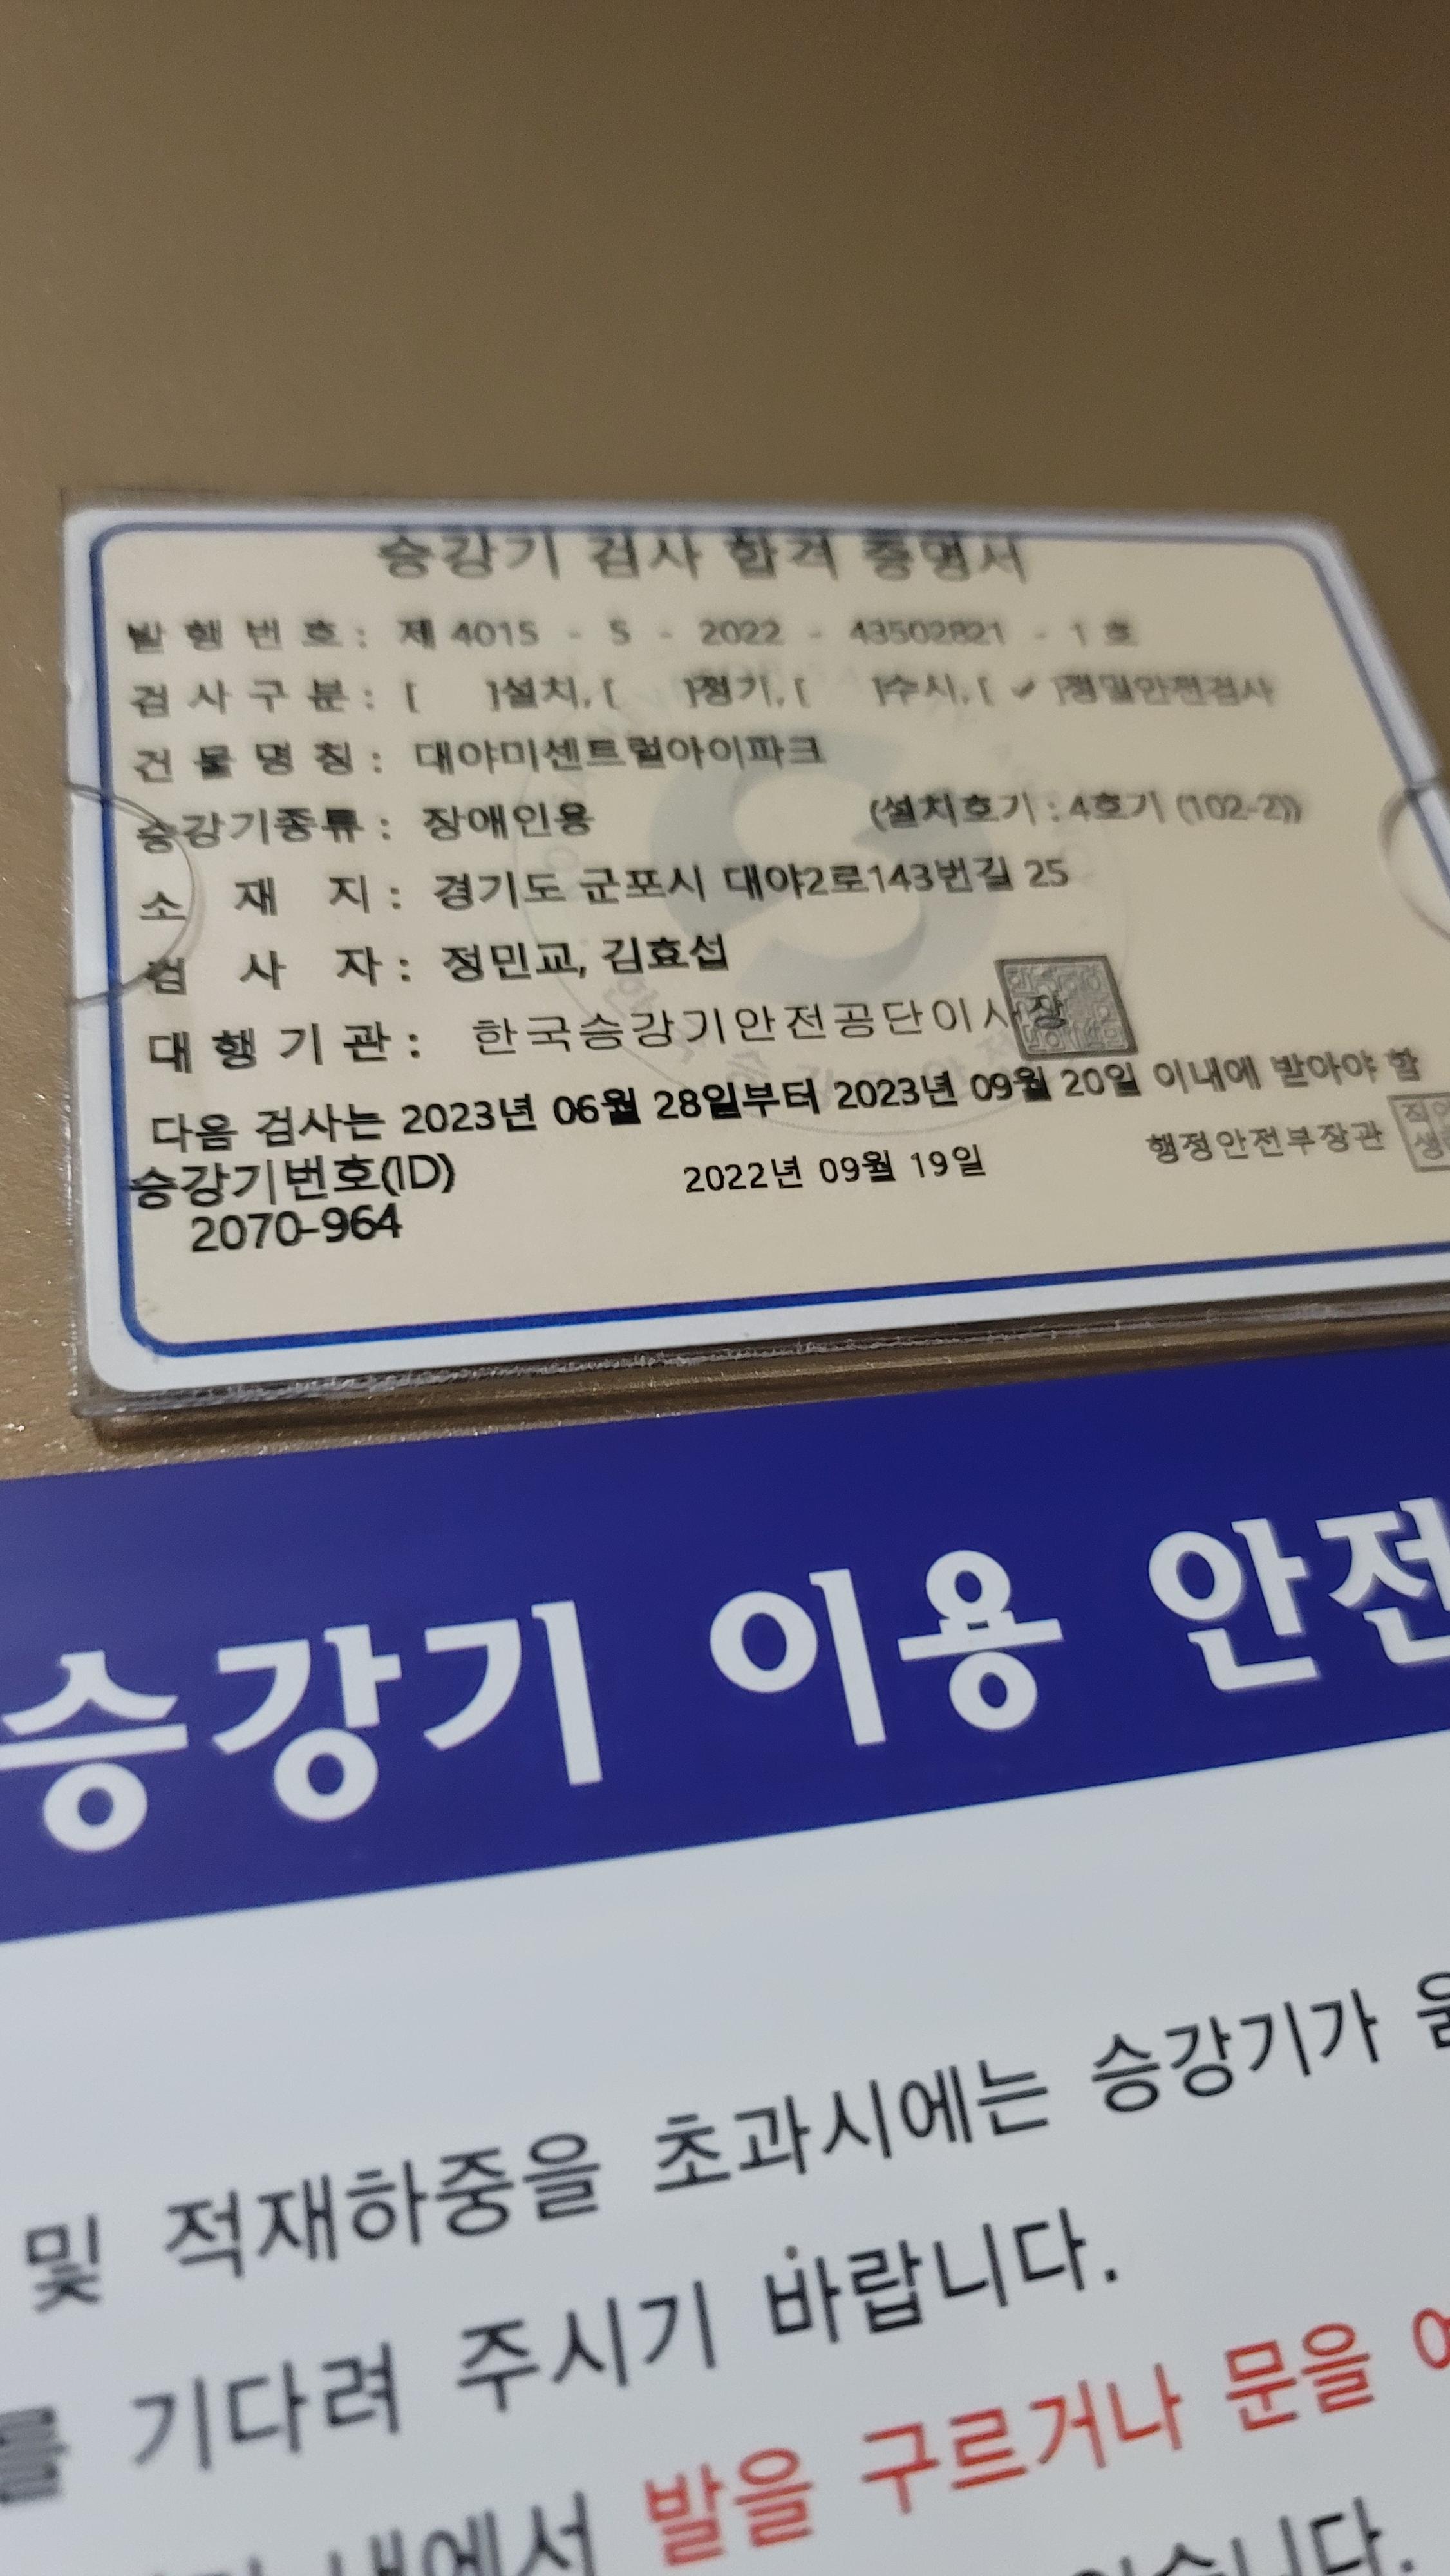 승강기 검사 합격 증명서
발 행 번 호 : 제 4015 - S - 2022 - 43502821 - 1 호
검 사 구 분 : [ ]설치, [ ]정기, [ ]수시, [ ✔ ]정밀안전검사
건 물 명 칭 : 대야미센트럴아이파크
승강기종류 : 장애인용 (설치호기 : 4호기 (102-2))
소 재 지 : 경기도 군포시 대야2로143번길 25
검 사 자 : 정민교, 김효섭
대 행 기 관 : 한국승강기안전공단이사장
다음 검사는 2023년 06월 28일부터 2023년 09월 20일 이내에 받아야 함
승강기번호(ID) 2022년 09월 19일 행정안전부장관
2070-964
승강기 이용 안전
및 적재하중을 초과시에는 승강기가
를 기다려 주시기 바랍니다.
내에서 발을 구르거나 문을